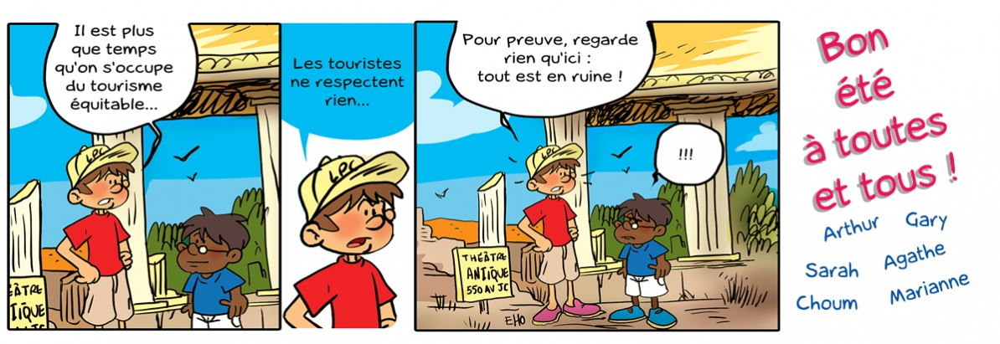 Il est plus
que temps
qu'on s'occupe
du tourisme
équitable...
LPC
ÉÂTRE
TIQUE
AV JC
Les touristes
ne respectent
rien...
LPC
Pour preuve, regarde
rien qu'ici :
tout est en ruine !
!!!
LPC
THÉÂTRE
ANTIQUE
550 AV JC
EHO
Bon
été
à toutes
et tous !
Arthur Gary
Sarah Agathe
Choum Marianne